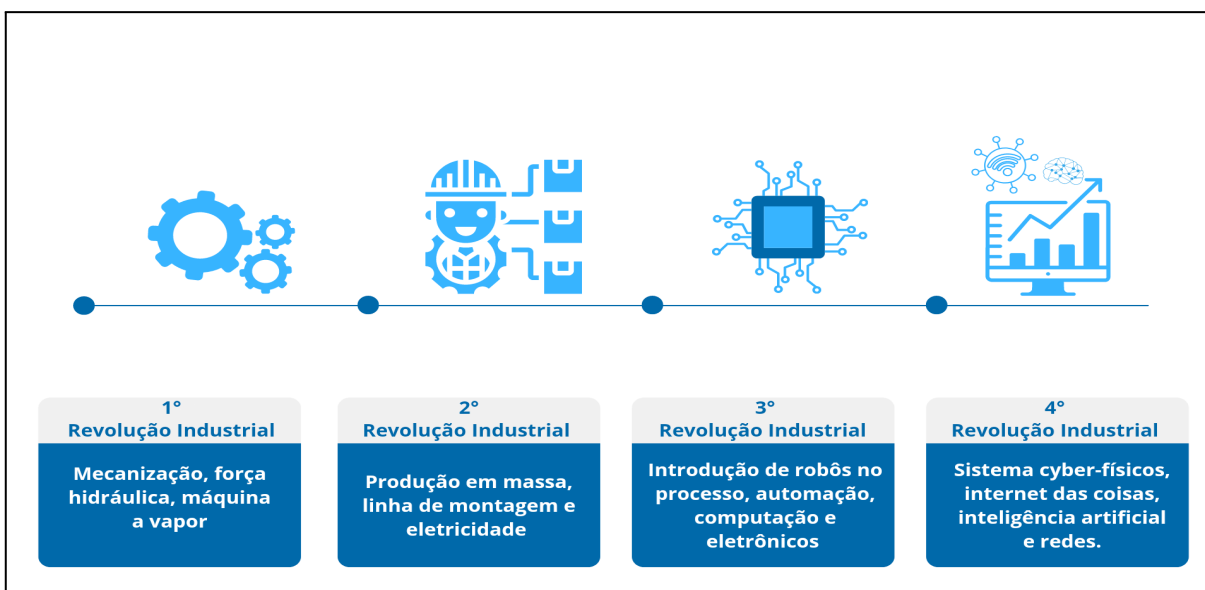 1°
Revolução Industrial
Mecanização, força
hidráulica, máquina
a vapor
2°
Revolução Industrial
Produção em massa,
linha de montagem e
eletricidade
3°
Revolução Industrial
Introdução de robôs no
processo, automação,
computação e
eletrônicos
4°
Revolução Industrial
Sistema cyber-físicos,
internet das coisas,
inteligência artificial
e redes.